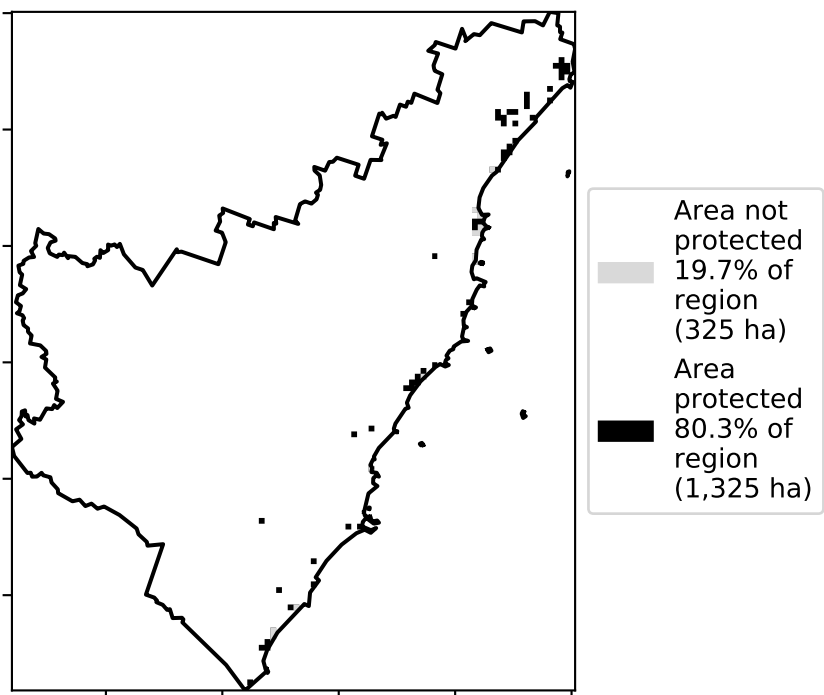 Area not
protected
19.7% of
region
(325 ha)
Area
protected
80.3% of
region
(1,325 ha)